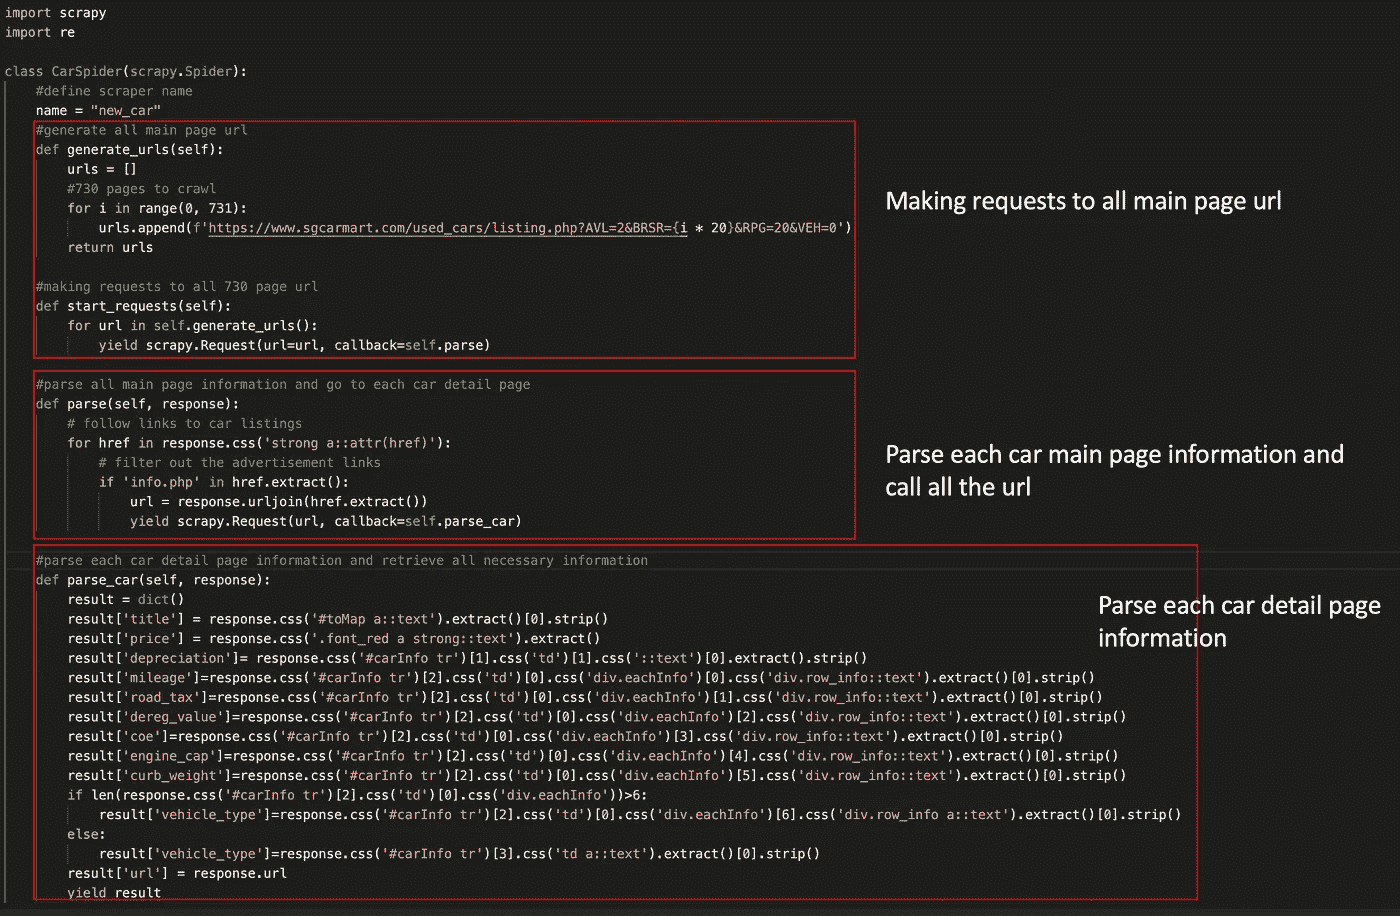 import scrapy
import re
class CarSpider(scrapy.Spider):
    #define scraper name
    name = "new_car"
    #generate all main page url
    def generate_urls(self):
        urls = []
        #730 pages to crawl
        for i in range(0, 731):
            urls.append(f'https://www.sgcarmart.com/used_cars/listing.php?AVL=2&BRSR={i * 20}&RPG=20&VEH=0')
        return urls
    #making requests to all 730 page url
    def start_requests(self):
        for url in self.generate_urls():
            yield scrapy.Request(url=url, callback=self.parse)
Making requests to all main page url
    #parse all main page information and go to each car detail page
    def parse(self, response):
        # follow links to car listings
        for href in response.css('strong a::attr(href)'):
            # filter out the advertisement links
            if 'info.php' in href.extract():
                url = response.urljoin(href.extract())
                yield scrapy.Request(url, callback=self.parse_car)
Parse each car main page information and
call all the url
    #parse each car detail page information and retrieve all necessary information
    def parse_car(self, response):
        result = dict()
        result['title'] = response.css('#toMap a::text').extract()[0].strip()
        result['price'] = response.css('.font_red a strong::text').extract()
        result['depreciation']= response.css('#carInfo tr')[1].css('td')[1].css('::text')[0].extract().strip()
        result['mileage']=response.css('#carInfo tr')[2].css('td')[0].css('div.eachInfo')[0].css('div.row_info::text').extract()[0].strip()
        result['road_tax']=response.css('#carInfo tr')[2].css('td')[0].css('div.eachInfo')[1].css('div.row_info::text').extract()[0].strip()
        result['dereg_value']=response.css('#carInfo tr')[2].css('td')[0].css('div.eachInfo')[2].css('div.row_info::text').extract()[0].strip()
        result['coe']=response.css('#carInfo tr')[2].css('td')[0].css('div.eachInfo')[3].css('div.row_info::text').extract()[0].strip()
        result['engine_cap']=response.css('#carInfo tr')[2].css('td')[0].css('div.eachInfo')[4].css('div.row_info::text').extract()[0].strip()
        result['curb_weight']=response.css('#carInfo tr')[2].css('td')[0].css('div.eachInfo')[5].css('div.row_info::text').extract()[0].strip()
        if len(response.css('#carInfo tr')[2].css('td')[0].css('div.eachInfo'))>6:
            result['vehicle_type']=response.css('#carInfo tr')[2].css('td')[0].css('div.eachInfo')[6].css('div.row_info a::text').extract()[0].strip()
        else:
            result['vehicle_type']=response.css('#carInfo tr')[3].css('td a::text').extract()[0].strip()
        result['url'] = response.url
        yield result
Parse each car detail page
information